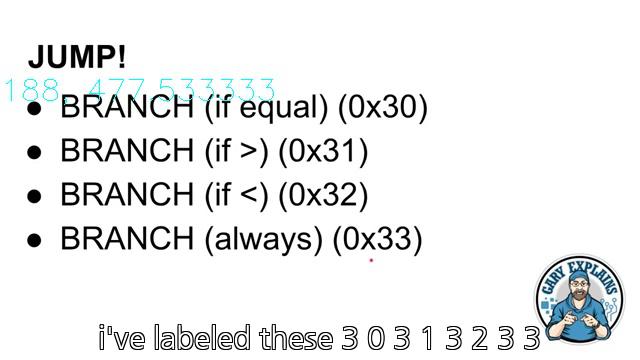 JUMP!
188, 477.533333
● BRANCH (if equal) (0x30)
● BRANCH (if >) (0x31)
● BRANCH (if <) (0x32)
● BRANCH (always) (0x33)
GARY EXPLAINS
i've labeled these 3 0 3 1 3 2 3 3